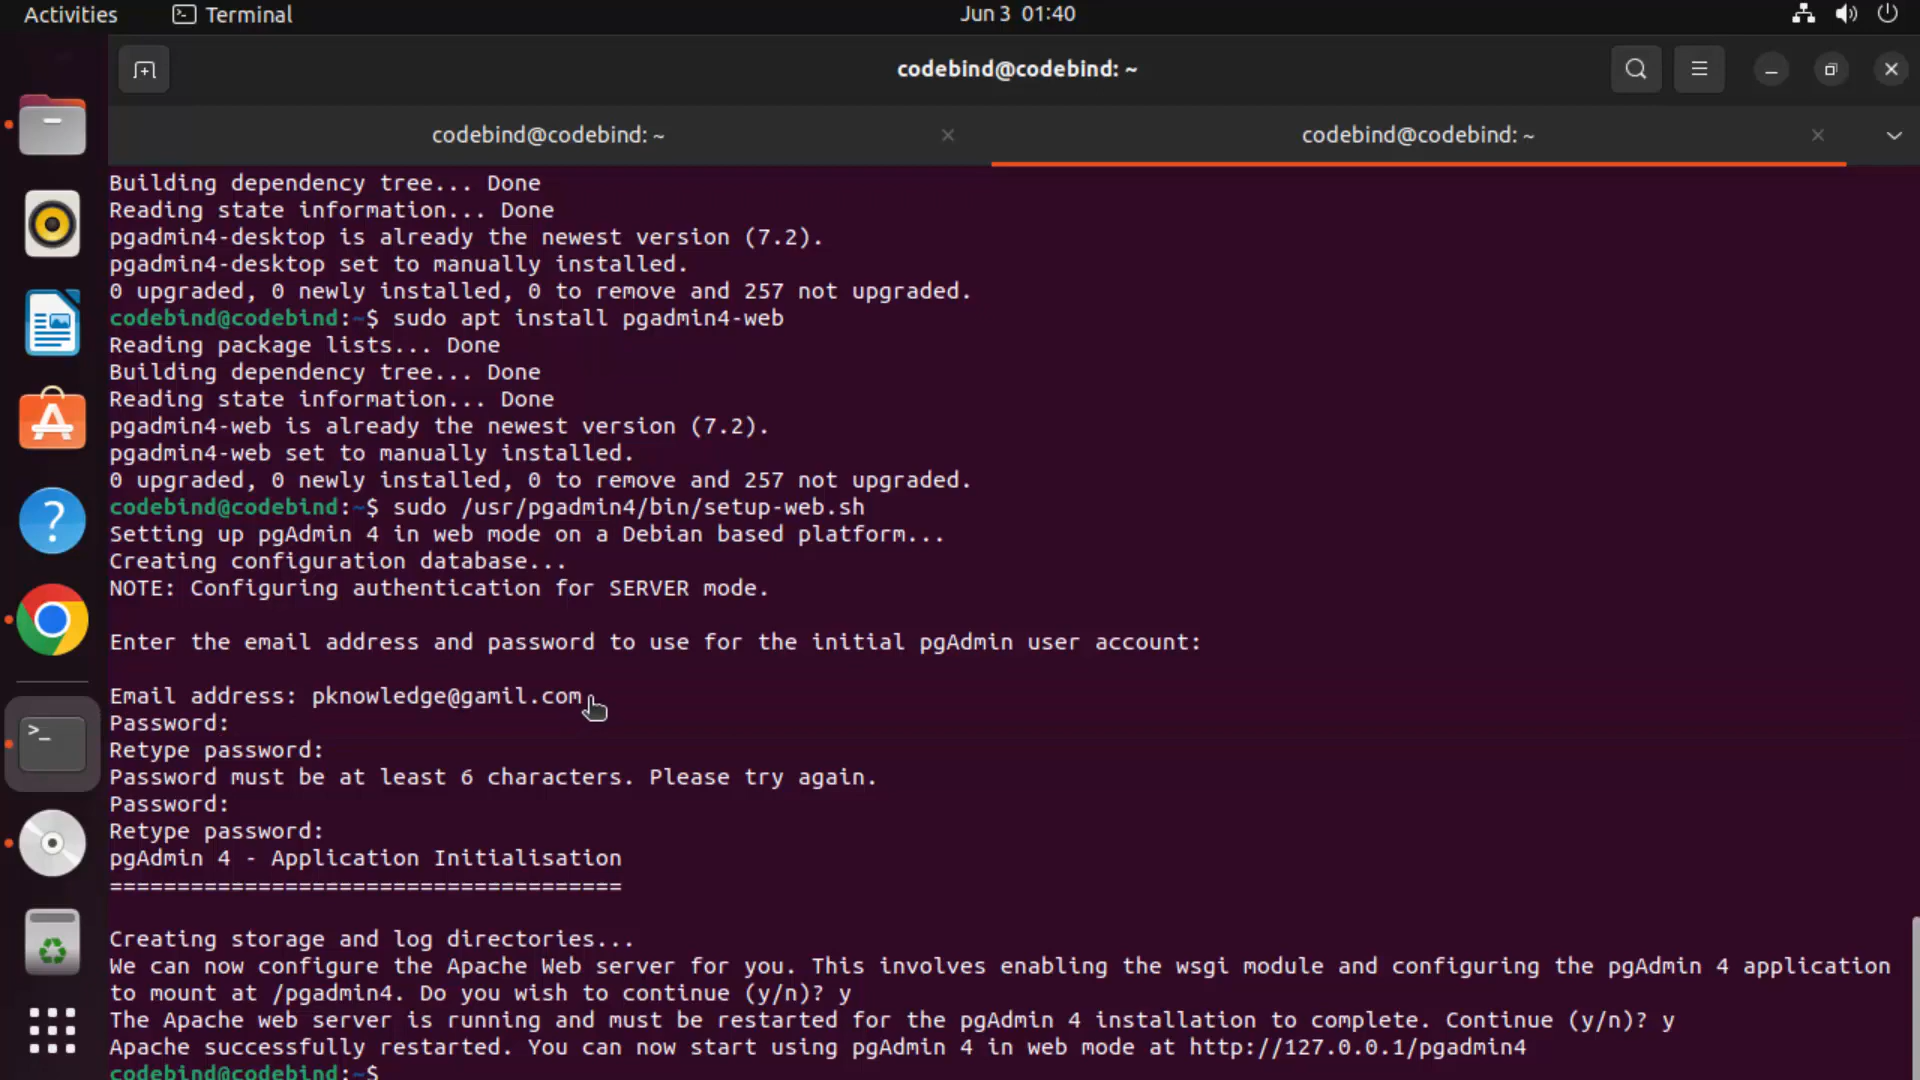 Activities
Terminal
Jun 3 01:40
codebind@codebind: ~
codebind@codebind: ~
codebind@codebind: ~
Building dependency tree... Done
Reading state information... Done
pgadmin4-desktop is already the newest version (7.2).
pgadmin4-desktop set to manually installed.
0 upgraded, 0 newly installed, 0 to remove and 257 not upgraded.
codebind@codebind:~$ sudo apt install pgadmin4-web
Reading package lists... Done
Building dependency tree... Done
Reading state information... Done
pgadmin4-web is already the newest version (7.2).
pgadmin4-web set to manually installed.
0 upgraded, 0 newly installed, 0 to remove and 257 not upgraded.
codebind@codebind:~$ sudo /usr/pgadmin4/bin/setup-web.sh
Setting up pgAdmin 4 in web mode on a Debian based platform...
Creating configuration database...
NOTE: Configuring authentication for SERVER mode.
Enter the email address and password to use for the initial pgAdmin user account:
Email address: pknowledge@gamil.com
Password:
Retype password:
Password must be at least 6 characters. Please try again.
Password:
Retype password:
pgAdmin 4 - Application Initialisation
======================================
Creating storage and log directories...
We can now configure the Apache Web server for you. This involves enabling the wsgi module and configuring the pgAdmin 4 application
to mount at /pgadmin4. Do you wish to continue (y/n)? y
The Apache web server is running and must be restarted for the pgAdmin 4 installation to complete. Continue (y/n)? y
Apache successfully restarted. You can now start using pgAdmin 4 in web mode at http://127.0.0.1/pgadmin4
codebind@codebind:~$